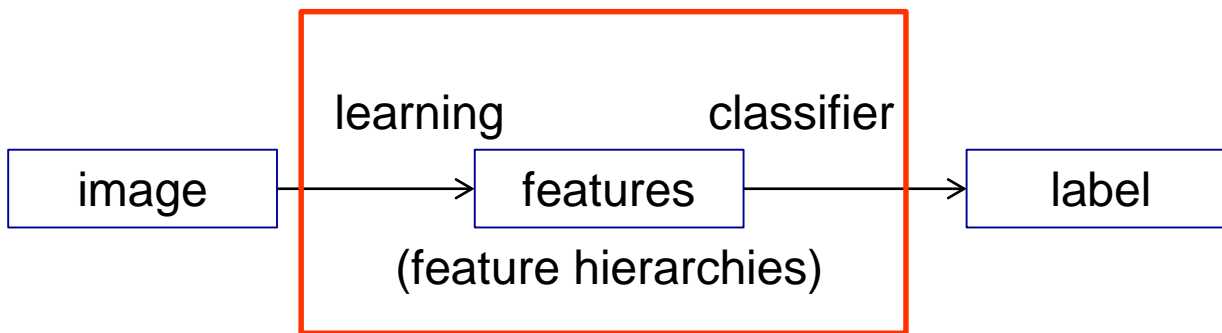 learning classifier
image features label
(feature hierarchies)